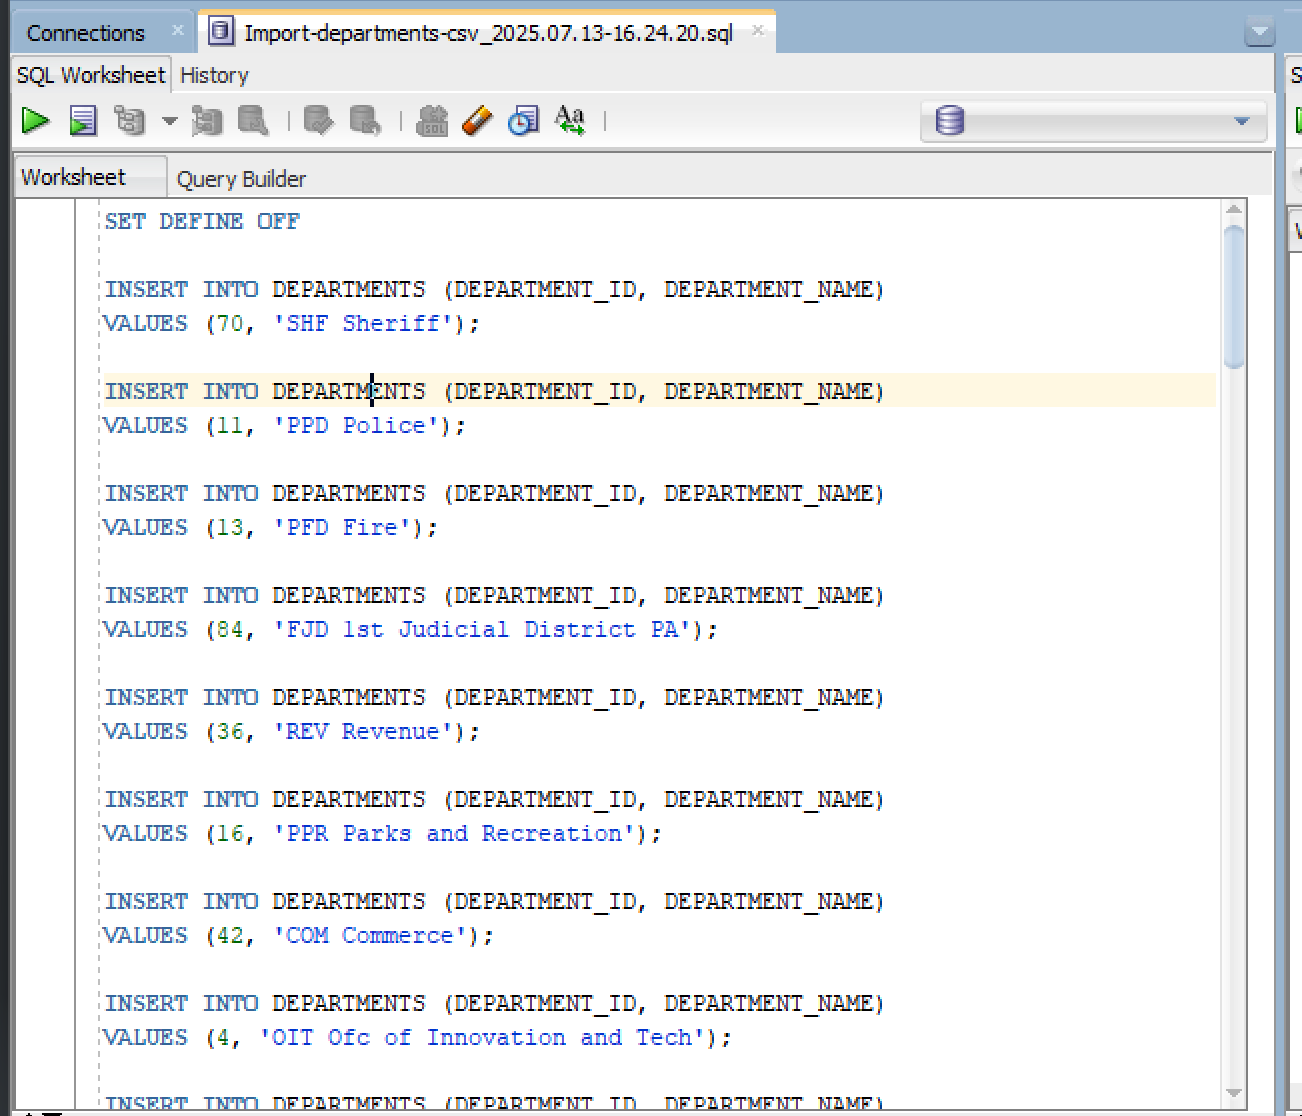 Connections
Import-departments-csv_2025.07.13-16.24.20.sql
SQL Worksheet
History
SQL
Aa
Worksheet
Query Builder
SET DEFINE OFF
INSERT INTO DEPARTMENTS (DEPARTMENT_ID, DEPARTMENT_NAME)
VALUES (70, 'SHF Sheriff');
INSERT INTO DEPARTMENTS (DEPARTMENT_ID, DEPARTMENT_NAME)
VALUES (11, 'PPD Police');
INSERT INTO DEPARTMENTS (DEPARTMENT_ID, DEPARTMENT_NAME)
VALUES (13, 'PFD Fire');
INSERT INTO DEPARTMENTS (DEPARTMENT_ID, DEPARTMENT_NAME)
VALUES (84, 'FJD 1st Judicial District PA');
INSERT INTO DEPARTMENTS (DEPARTMENT_ID, DEPARTMENT_NAME)
VALUES (36, 'REV Revenue');
INSERT INTO DEPARTMENTS (DEPARTMENT_ID, DEPARTMENT_NAME)
VALUES (16, 'PPR Parks and Recreation');
INSERT INTO DEPARTMENTS (DEPARTMENT_ID, DEPARTMENT_NAME)
VALUES (42, 'COM Commerce');
INSERT INTO DEPARTMENTS (DEPARTMENT_ID, DEPARTMENT_NAME)
VALUES (4, 'OIT Ofc of Innovation and Tech');
INSERT INTO DEPARTMENTS (DEPARTMENT_ID, DEPARTMENT_NAME)